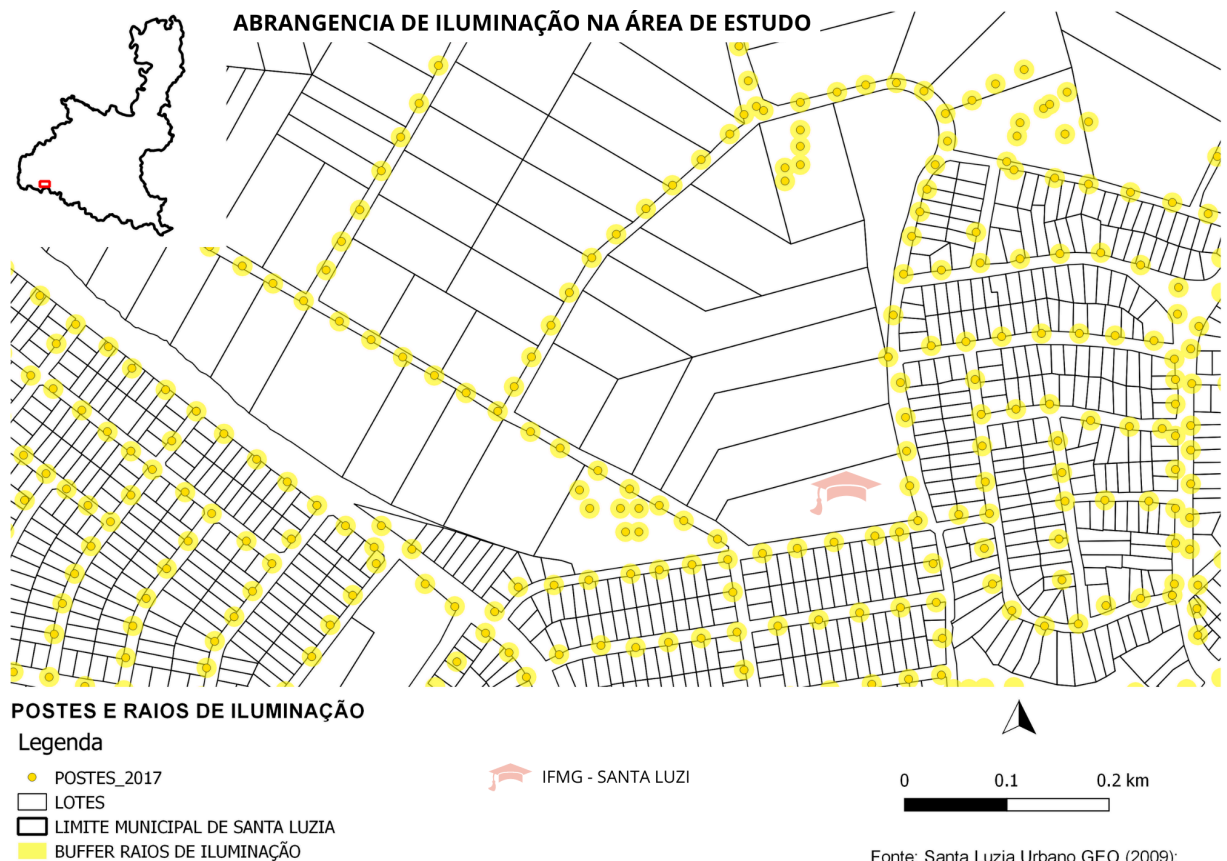 ABRANGENCIA DE ILUMINAÇÃO NA ÁREA DE ESTUDO
POSTES E RAIOS DE ILUMINAÇÃO
Legenda
POSTES_2017
LOTES
LIMITE MUNICIPAL DE SANTA LUZIA
BUFFER RAIOS DE ILUMINAÇÃO
IFMG - SANTA LUZI
0 0.1 0.2 km
Fonte: Santa Luzia Urbano GEO (2009);